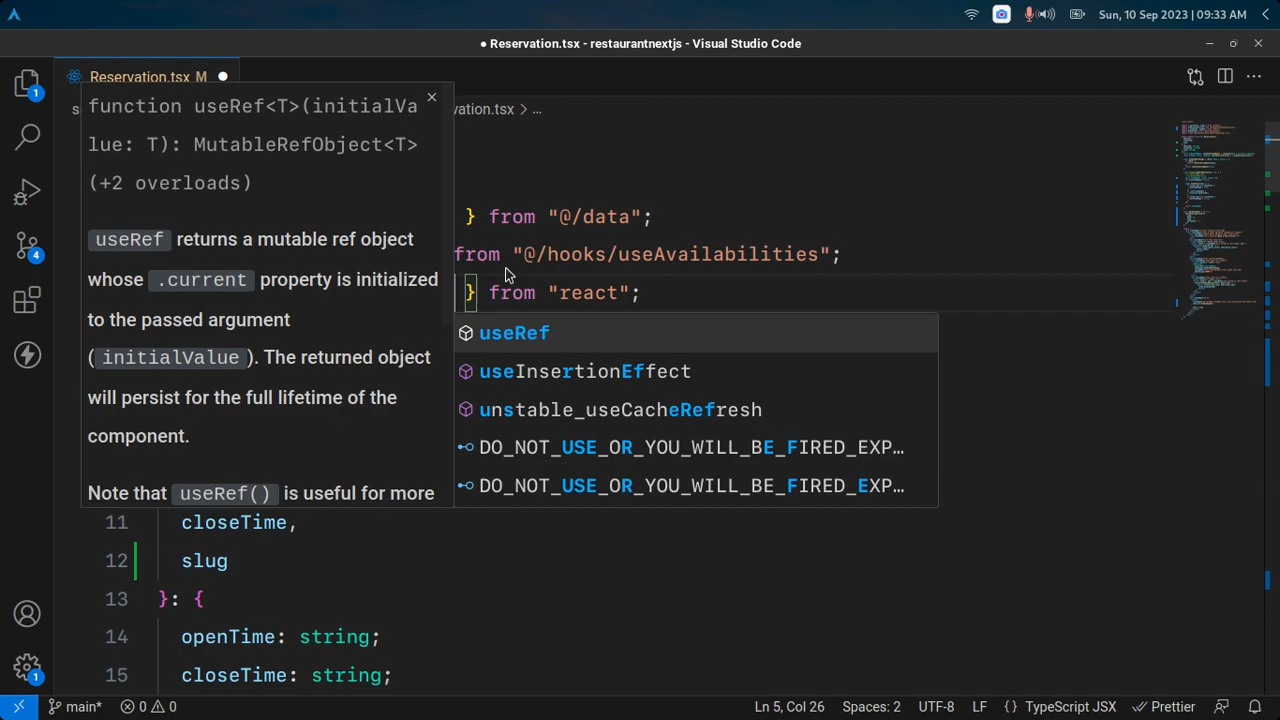 Sun, 10 Sep 2023 | 09:33 AM
● Reservation.tsx - restaurantnextjs - Visual Studio Code
1
Reservation.tsx M
s
vation.tsx > ...
function useRef<T>(initialVa
lue: T): MutableRefObject<T>
(+2 overloads)
useRef returns a mutable ref object
whose .current property is initialized
to the passed argument
(initialValue). The returned object
will persist for the full lifetime of the
component.
Note that useRef() is useful for more
} from "@/data";
from "@/hooks/useAvailabilities";
} from "react";
useRef
useInsertionEffect
unstable_useCacheRefresh
DO_NOT_USE_OR_YOU_WILL_BE_FIRED_EXP...
DO_NOT_USE_OR_YOU_WILL_BE_FIRED_EXP...
4
11 closeTime,
12 slug
13 }: {
14 openTime: string;
15 closeTime: string;
1
main* 0 0
Ln 5, Col 26 Spaces: 2 UTF-8 LF {} TypeScript JSX Prettier